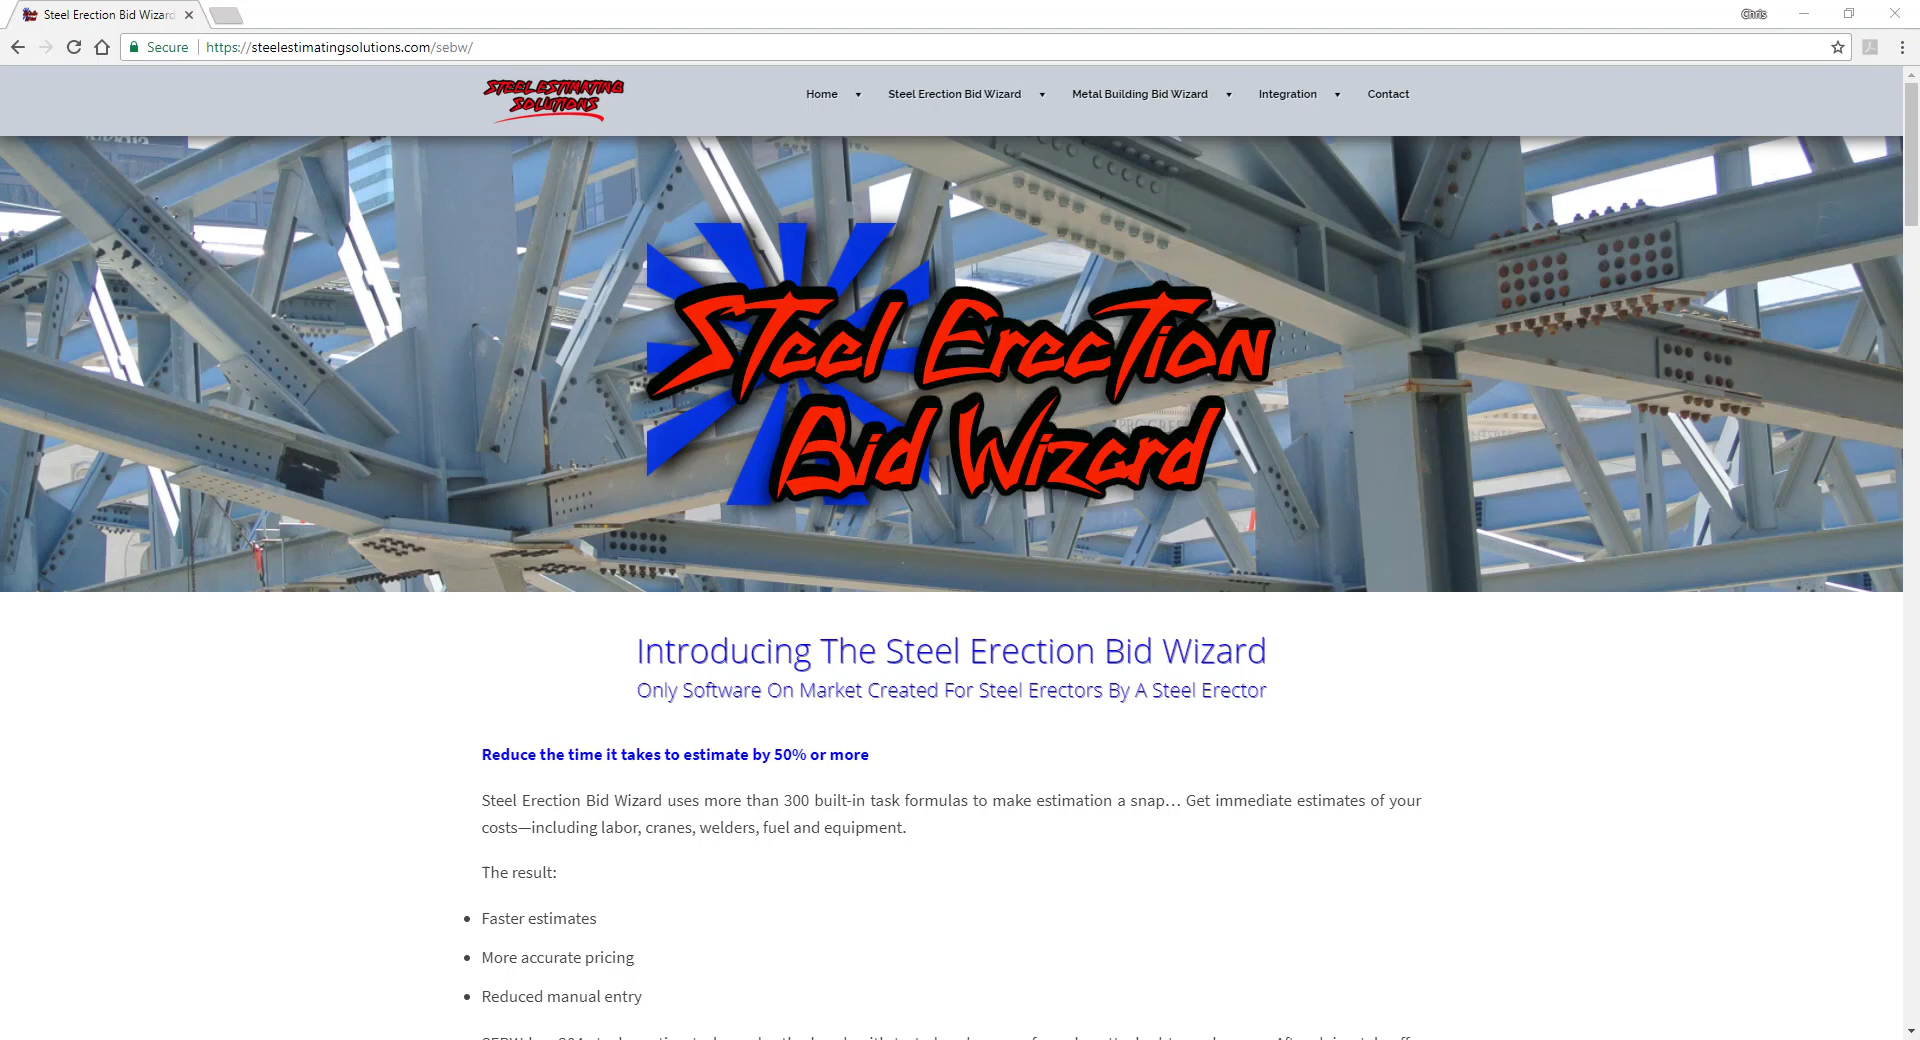 Steel Erection Bid Wizard
Chris
Secure
https://steelestimatingsolutions.com/sebw/
STEEL ESTIMATING
SOLUTIONS
Home
Steel Erection Bid Wizard
Metal Building Bid Wizard
Integration
Contact
Steel Erection
Bid Wizard
Introducing The Steel Erection Bid Wizard
Only Software On Market Created For Steel Erectors By A Steel Erector
Reduce the time it takes to estimate by 50% or more
Steel Erection Bid Wizard uses more than 300 built-in task formulas to make estimation a snap… Get immediate estimates of your
costs—including labor, cranes, welders, fuel and equipment.
The result:
Faster estimates
More accurate pricing
Reduced manual entry